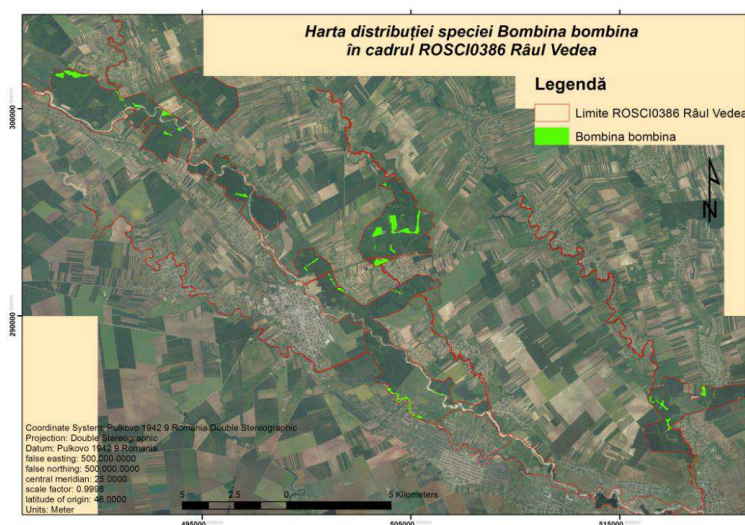 Harta distribuției speciei Bombina bombina
în cadrul ROSCI0386 Râul Vedea
Legendă
Limite ROSCI0386 Râul Vedea
Bombina bombina
N
300000
290000
Coordinate System: Pulkovo 1942 9 Romania Double Stereographic
Projection: Double Stereographic
Datum: Pulkovo 1942 9 Romania
false easting: 500,000.0000
false northing: 500,000.0000
central meridian: 25.0000
scale factor: 0.9998
latitude of origin: 46.0000
Units: Meter
5 2.5 0 5 Kilometers
495000 505000 515000